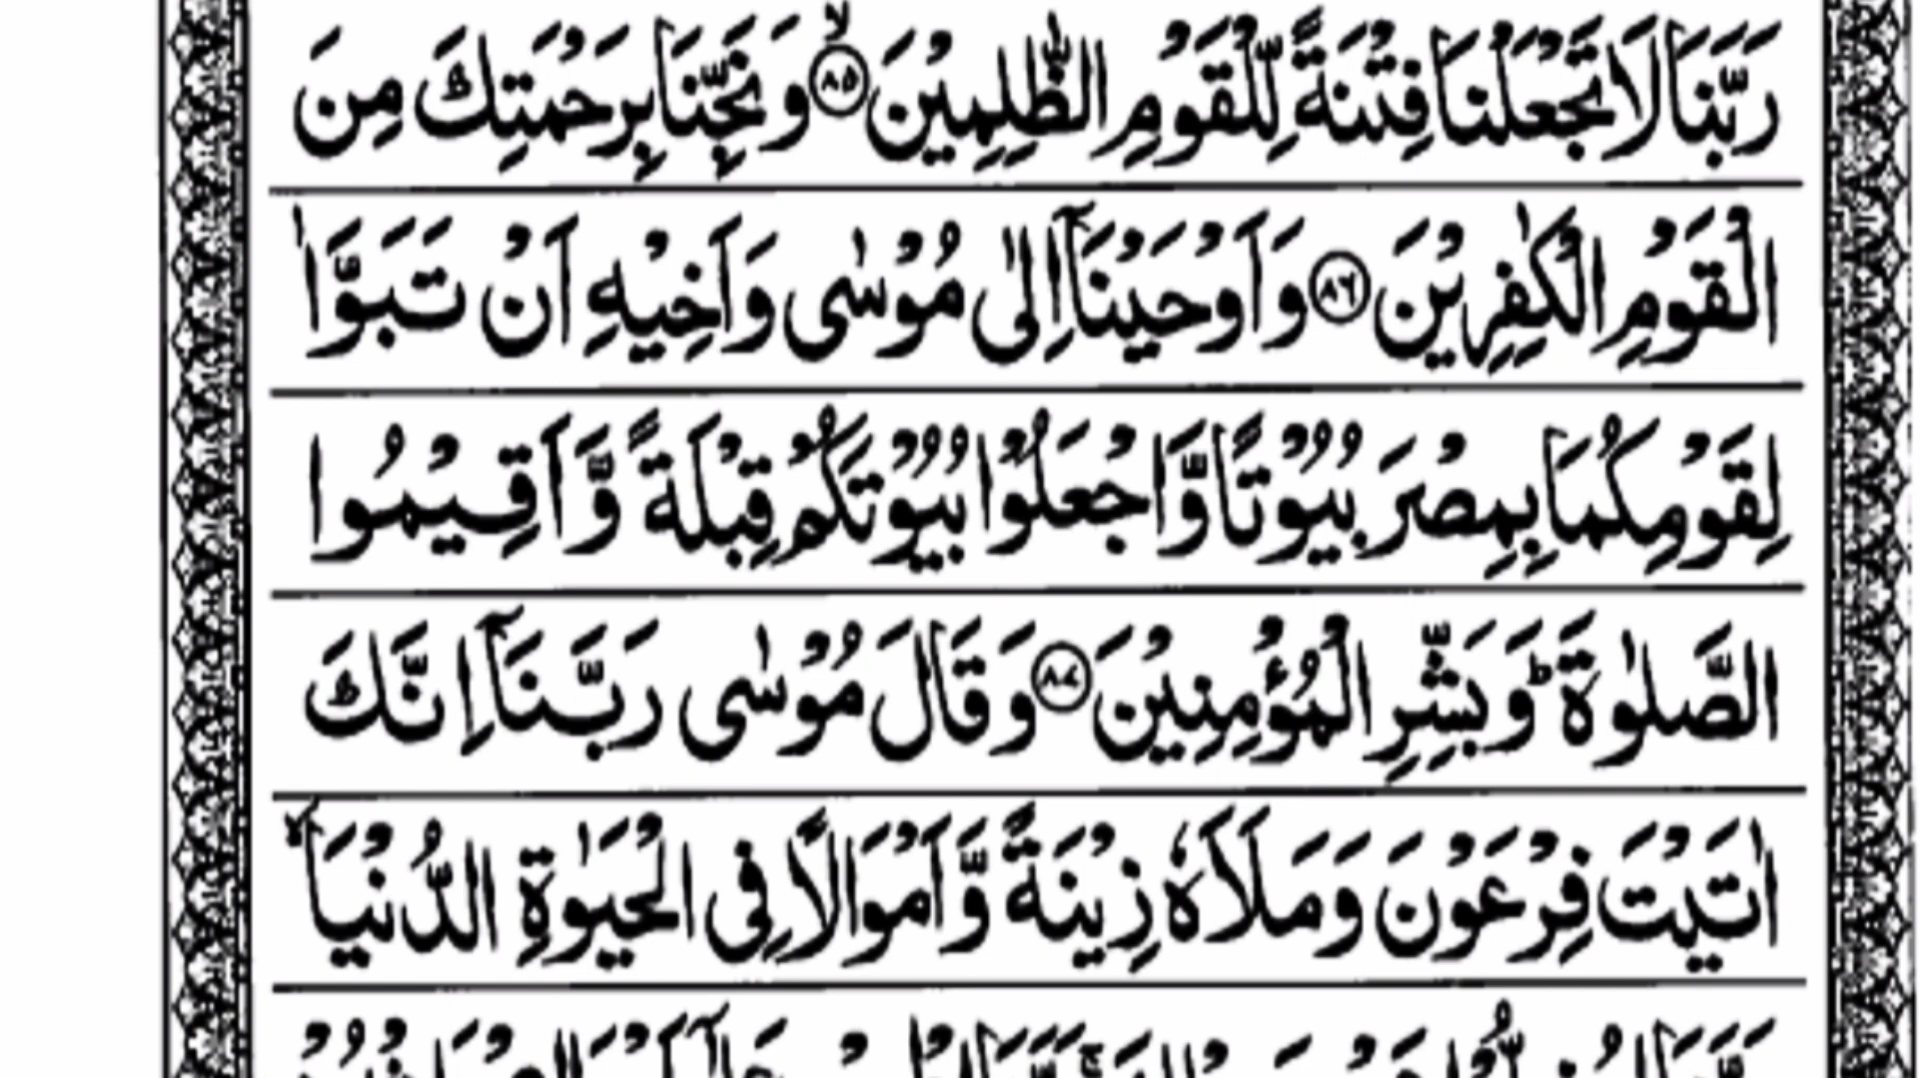 رَبَّنَا لَا تَجْعَلْنَا فِتْنَةً لِّلْقَوْمِ الظّٰلِمِيْنَ ۙ﴿۸۵﴾ وَ نَجِّنَا بِرَحْمَتِكَ مِنَ
الْقَوْمِ الْكٰفِرِيْنَ ﴿۸۶﴾ وَ اَوْحَيْنَاۤ اِلٰى مُوْسٰى وَ اَخِيْهِ اَنْ تَبَوَّاٰ
لِقَوْمِكُمَا بِمِصْرَ بُيُوْتًا وَّ اجْعَلُوْا بُيُوْتَكُمْ قِبْلَةً وَّ اَقِيْمُوا
الصَّلٰوةَ ؕ وَ بَشِّرِ الْمُؤْمِنِيْنَ ﴿۸۷﴾ وَ قَالَ مُوْسٰى رَبَّنَاۤ اِنَّكَ
اٰتَيْتَ فِرْعَوْنَ وَ مَلَاَهٗ زِيْنَةً وَّ اَمْوَالًا فِى الْحَيٰوةِ الدُّنْيَا ۙ